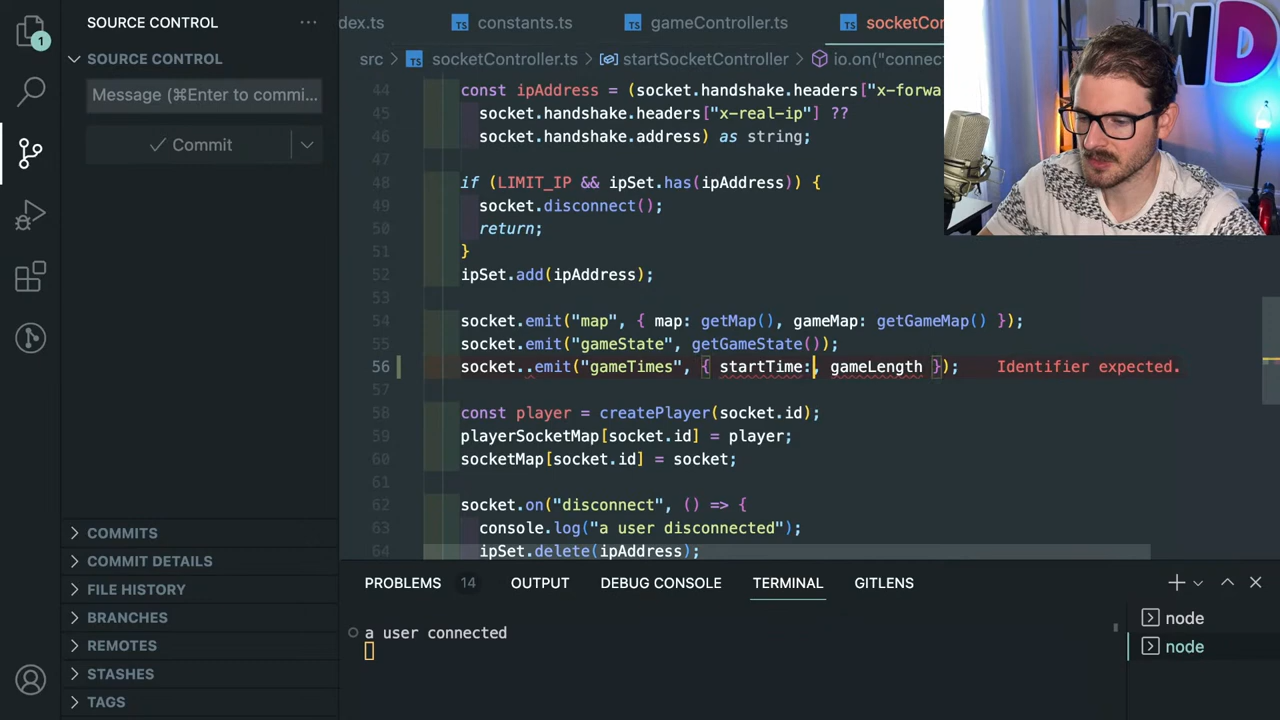 SOURCE CONTROL
SOURCE CONTROL
Message (⌘Enter to commi...
Commit
COMMITS
COMMIT DETAILS
FILE HISTORY
BRANCHES
REMOTES
STASHES
TAGS
1
dex.ts
TS constants.ts
TS gameController.ts
TS socketCon
src > TS socketController.ts > startSocketController > io.on("connec
44 const ipAddress = (socket.handshake.headers["x-forwa
45 socket.handshake.headers["x-real-ip"] ??
46 socket.handshake.address) as string;
47
48 if (LIMIT_IP && ipSet.has(ipAddress)) {
49 socket.disconnect();
50 return;
51 }
52 ipSet.add(ipAddress);
53
54 socket.emit("map", { map: getMap(), gameMap: getGameMap() });
55 socket.emit("gameState", getGameState());
56 socket..emit("gameTimes", { startTime:, gameLength }); Identifier expected.
57
58 const player = createPlayer(socket.id);
59 playerSocketMap[socket.id] = player;
60 socketMap[socket.id] = socket;
61
62 socket.on("disconnect", () => {
63 console.log("a user disconnected");
64 ipSet.delete(ipAddress);
PROBLEMS 14 OUTPUT DEBUG CONSOLE TERMINAL GITLENS
a user connected
node
node
WD